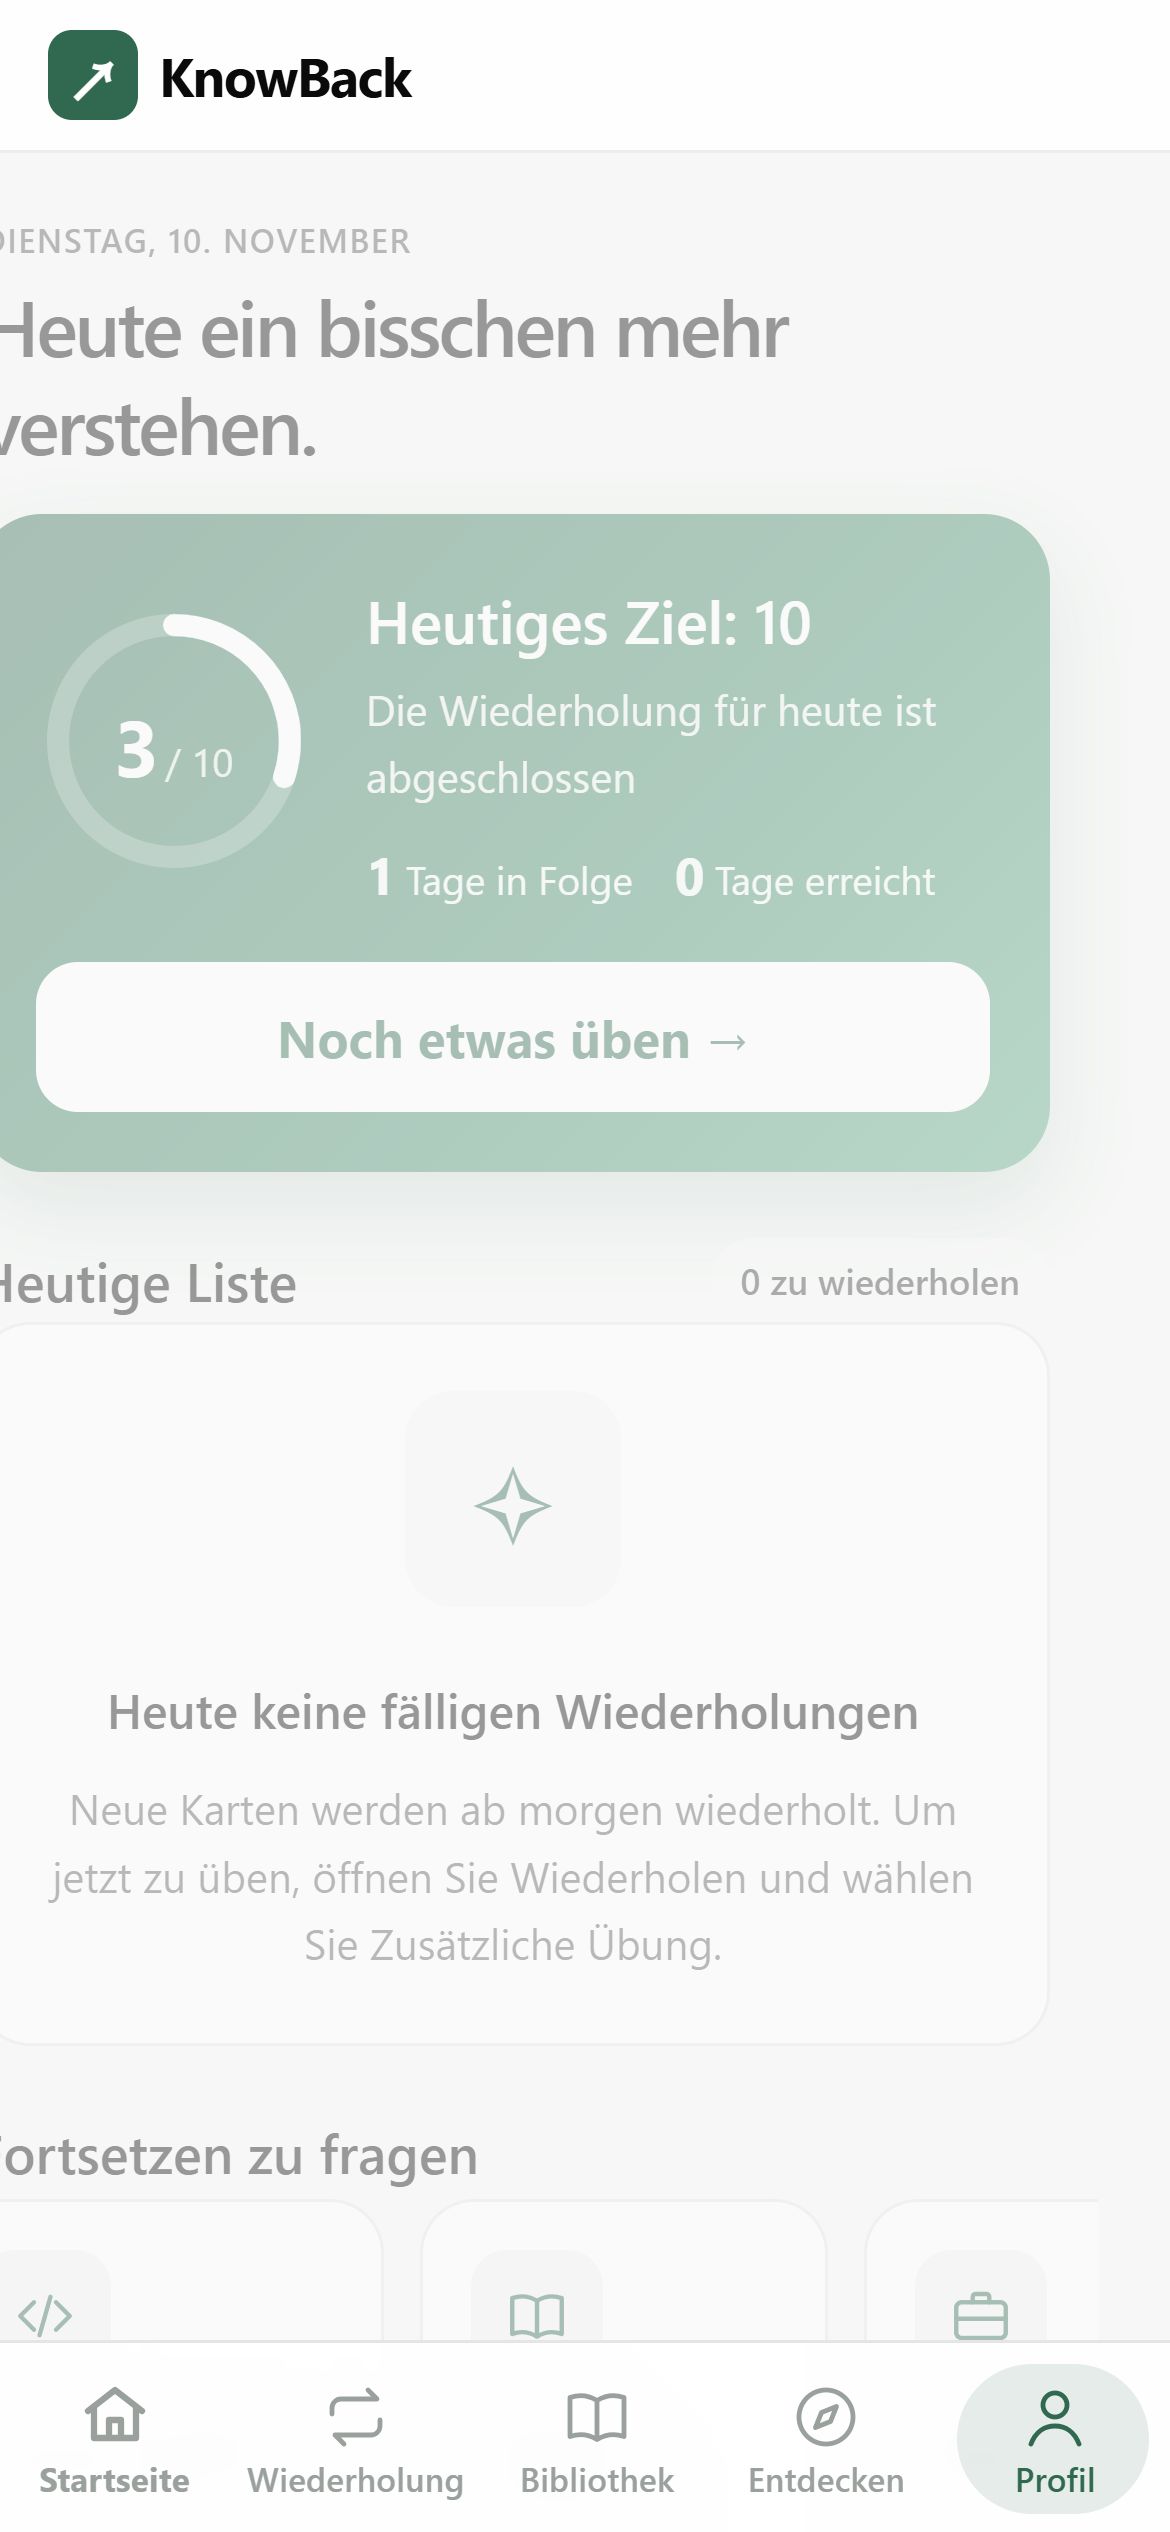 KnowBack
DIENSTAG, 10. NOVEMBER
Heute ein bisschen mehr
verstehen.
Heutiges Ziel: 10
3 / 10
Die Wiederholung für heute ist
abgeschlossen
1 Tage in Folge 0 Tage erreicht
Noch etwas üben →
Heutige Liste
0 zu wiederholen
Heute keine fälligen Wiederholungen
Neue Karten werden ab morgen wiederholt. Um
jetzt zu üben, öffnen Sie Wiederholen und wählen
Sie Zusätzliche Übung.
Fortsetzen zu fragen
Startseite
Wiederholung
Bibliothek
Entdecken
Profil